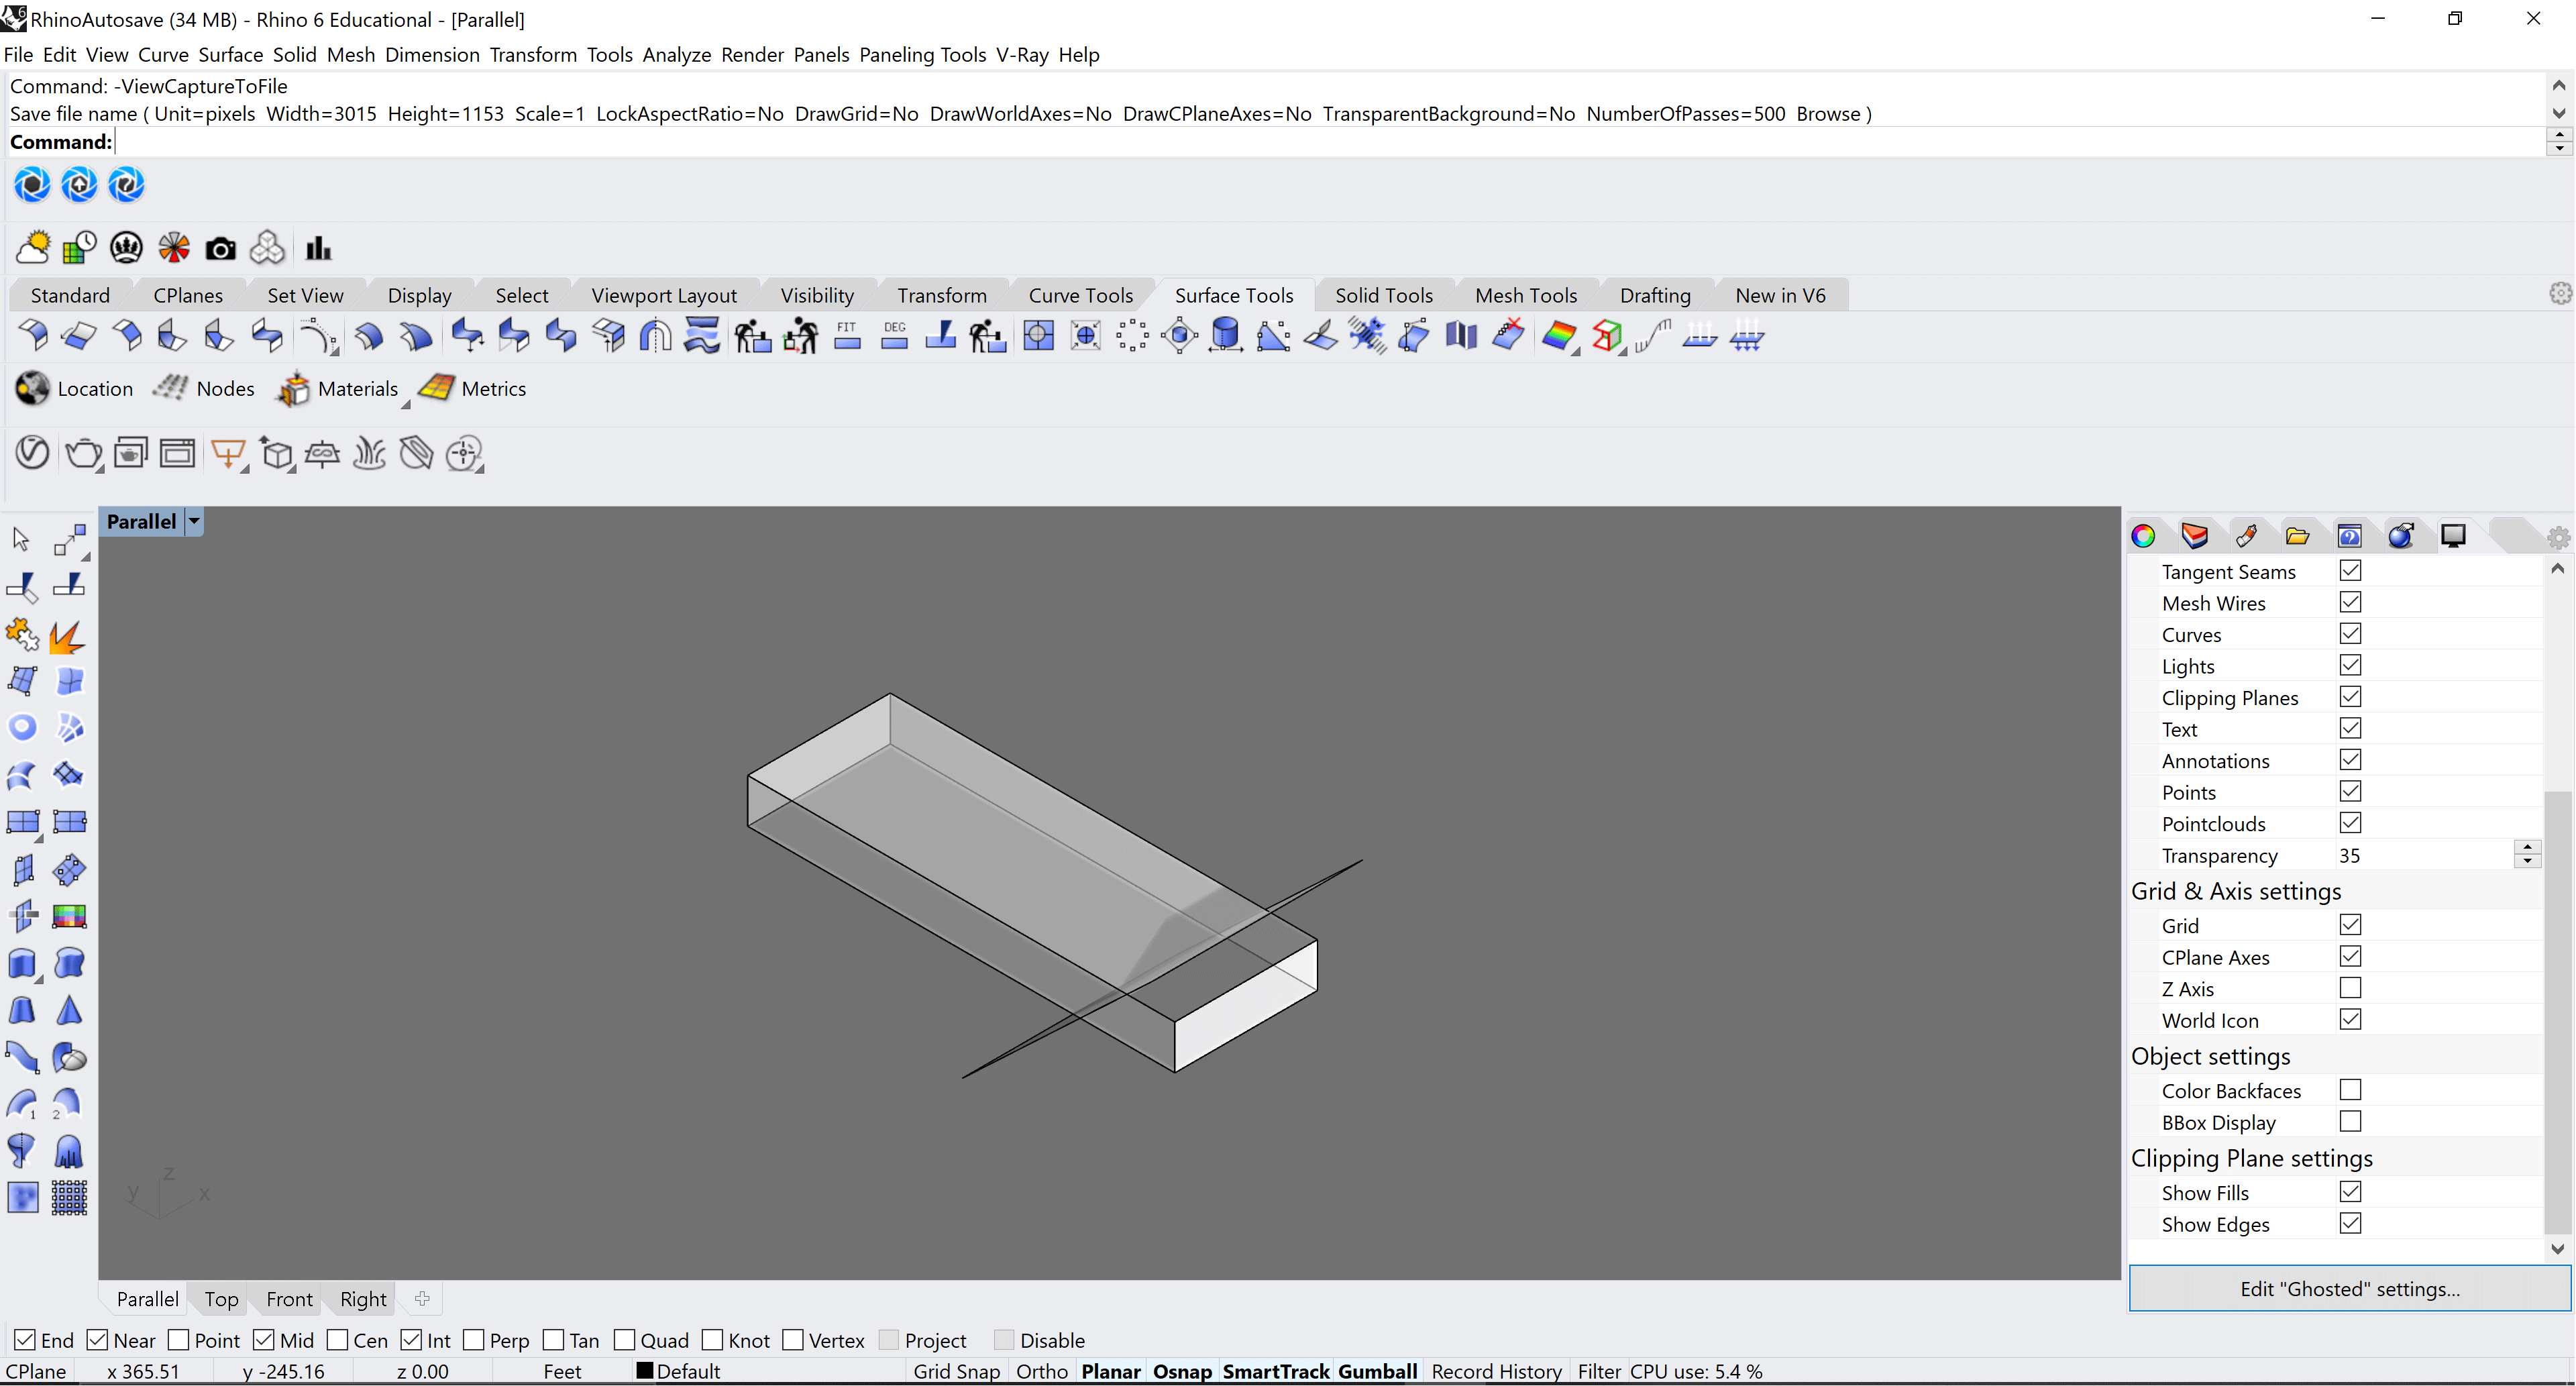 RhinoAutosave (34 MB) - Rhino 6 Educational - [Parallel]
File Edit View Curve Surface Solid Mesh Dimension Transform Tools Analyze Render Panels Paneling Tools V-Ray Help
Command: -ViewCaptureToFile
Save file name ( Unit=pixels Width=3015 Height=1153 Scale=1 LockAspectRatio=No DrawGrid=No DrawWorldAxes=No DrawCPlaneAxes=No TransparentBackground=No NumberOfPasses=500 Browse )
Command:
Standard CPlanes Set View Display Select Viewport Layout Visibility Transform Curve Tools Surface Tools Solid Tools Mesh Tools Drafting New in V6
FIT DEG
Location Nodes Materials Metrics
Parallel
Tangent Seams
Mesh Wires
Curves
Lights
Clipping Planes
Text
Annotations
Points
Pointclouds
Transparency 35
Grid & Axis settings
Grid
CPlane Axes
Z Axis
World Icon
Object settings
Color Backfaces
BBox Display
Clipping Plane settings
Show Fills
Show Edges
Edit "Ghosted" settings...
1 2
z
y x
Parallel Top Front Right
End Near Point Mid Cen Int Perp Tan Quad Knot Vertex Project Disable
CPlane x 365.51 y -245.16 z 0.00 Feet Default Grid Snap Ortho Planar Osnap SmartTrack Gumball Record History Filter CPU use: 5.4 %